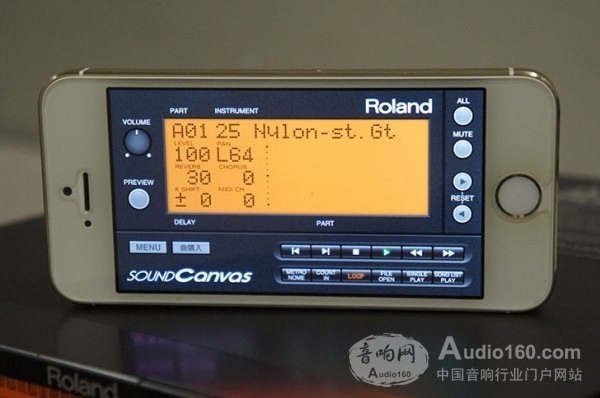 Roland
PART INSTRUMENT
VOLUME
A01 25 Nylon-st.Gt
LEVEL PAN
100 L64
REVERB CHORUS
30 0
K SHIFT MIDI CH
± 0 0
PREVIEW
DELAY PART
ALL
MUTE
RESET
MENU 曲購入
SOUND Canvas
METRO NOME COUNT IN LOOP FILE OPEN SINGLE PLAY SONG LIST PLAY
Roland
音响网 Audio160.com
Audio160 中国音响行业门户网站